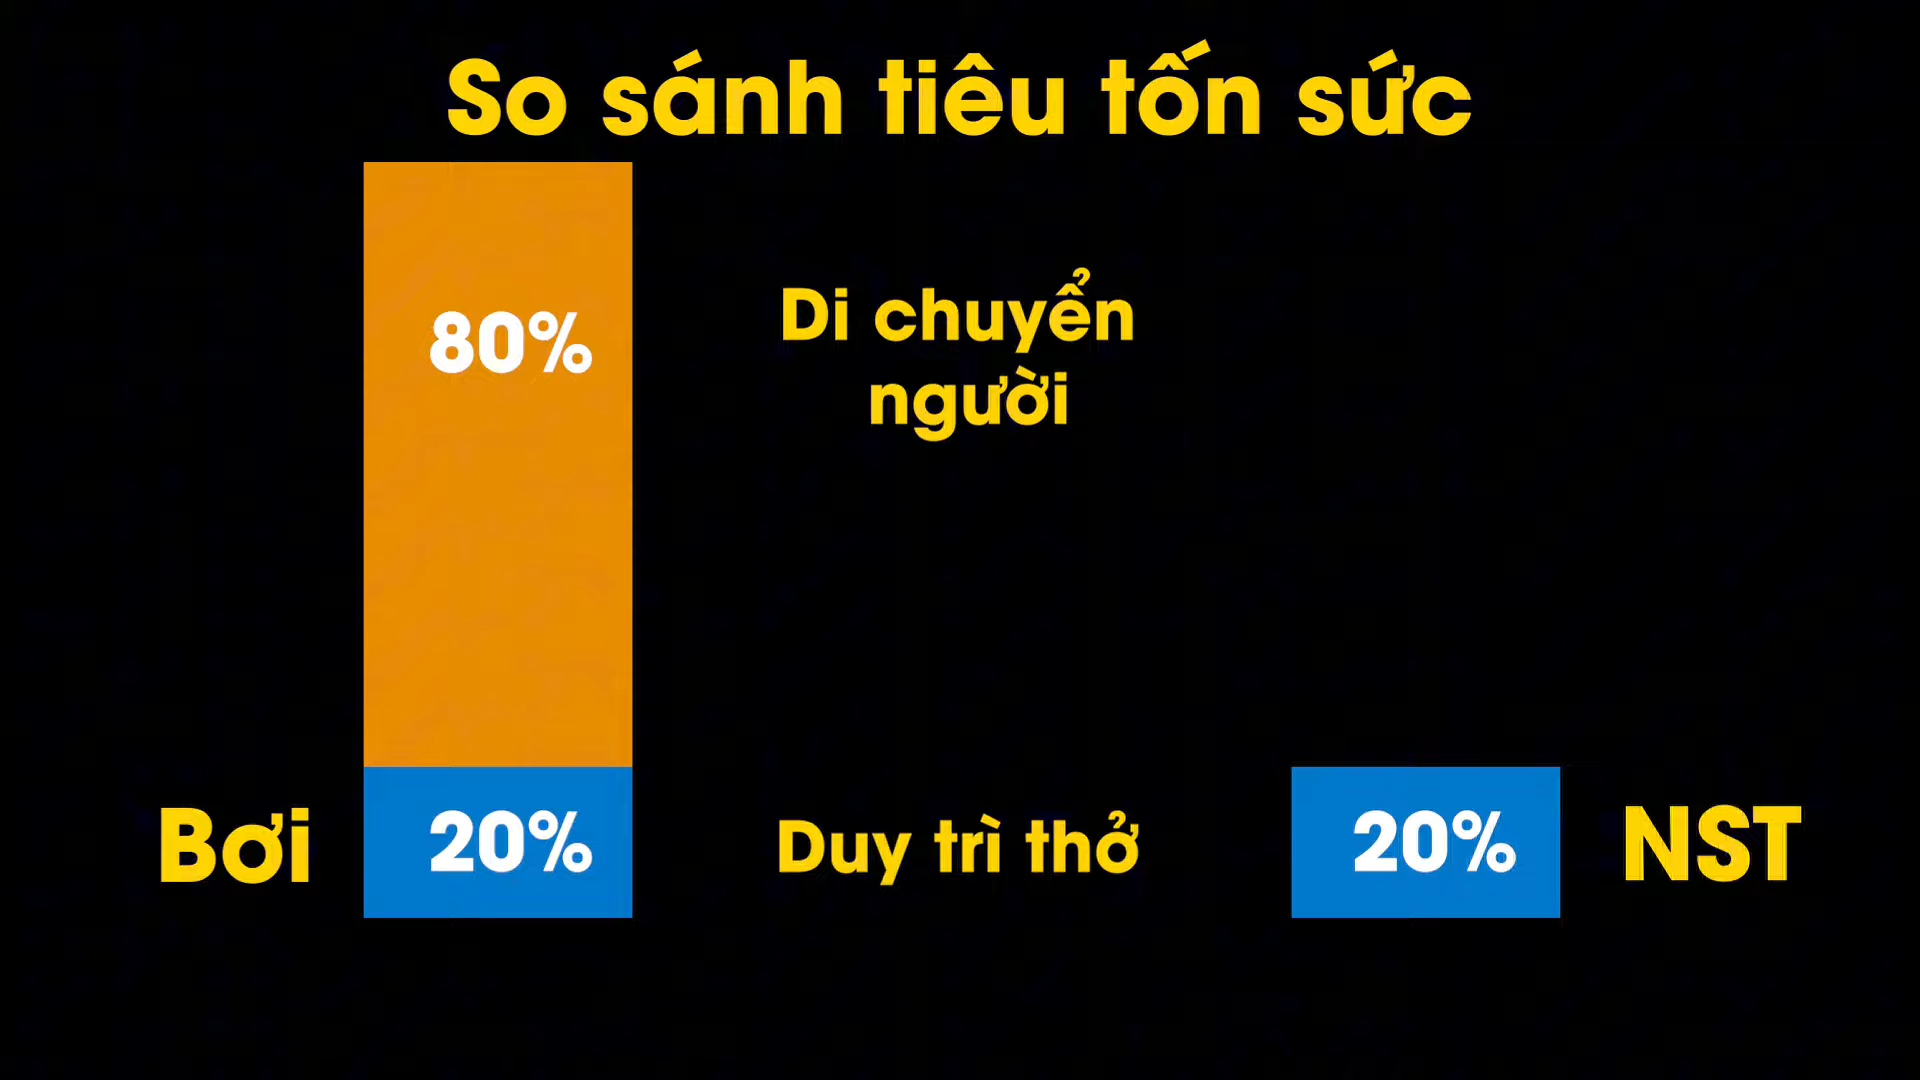 So sánh tiêu tốn sức
80%
Di chuyển
người
Bơi
20%
Duy trì thở
20%
NST